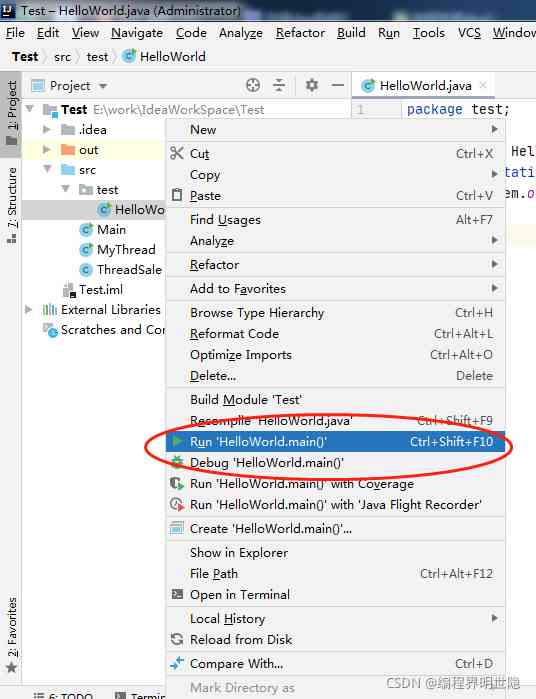 Test – HelloWorld.java (Administrator)
File Edit View Navigate Code Analyze Refactor Build Run Tools VCS Window
Test src test HelloWorld
1: Project
Project
HelloWorld.java
Test E:\work\IdeaWorkSpace\Test
1 package test;
.idea
out
src
test
HelloWo
Main
MyThread
ThreadSale
Test.iml
External Libraries
Scratches and Con
7: Structure
2: Favorites
New
Cut Ctrl+X
Copy
Paste Ctrl+V
Find Usages Alt+F7
Analyze
Refactor
Add to Favorites
Browse Type Hierarchy Ctrl+H
Reformat Code Ctrl+Alt+L
Optimize Imports Ctrl+Alt+O
Delete... Delete
Build Module 'Test'
Recompile 'HelloWorld.java' Ctrl+Shift+F9
Run 'HelloWorld.main()' Ctrl+Shift+F10
Debug 'HelloWorld.main()'
Run 'HelloWorld.main()' with Coverage
Run 'HelloWorld.main()' with 'Java Flight Recorder'
Create 'HelloWorld.main()'...
Show in Explorer
File Path Ctrl+Alt+F12
Open in Terminal
Local History
Reload from Disk
Compare With... Ctrl+D
Mark Directory as
Hel
tati
em.o
6: TODO Terminal
CSDN @编程界明世隐